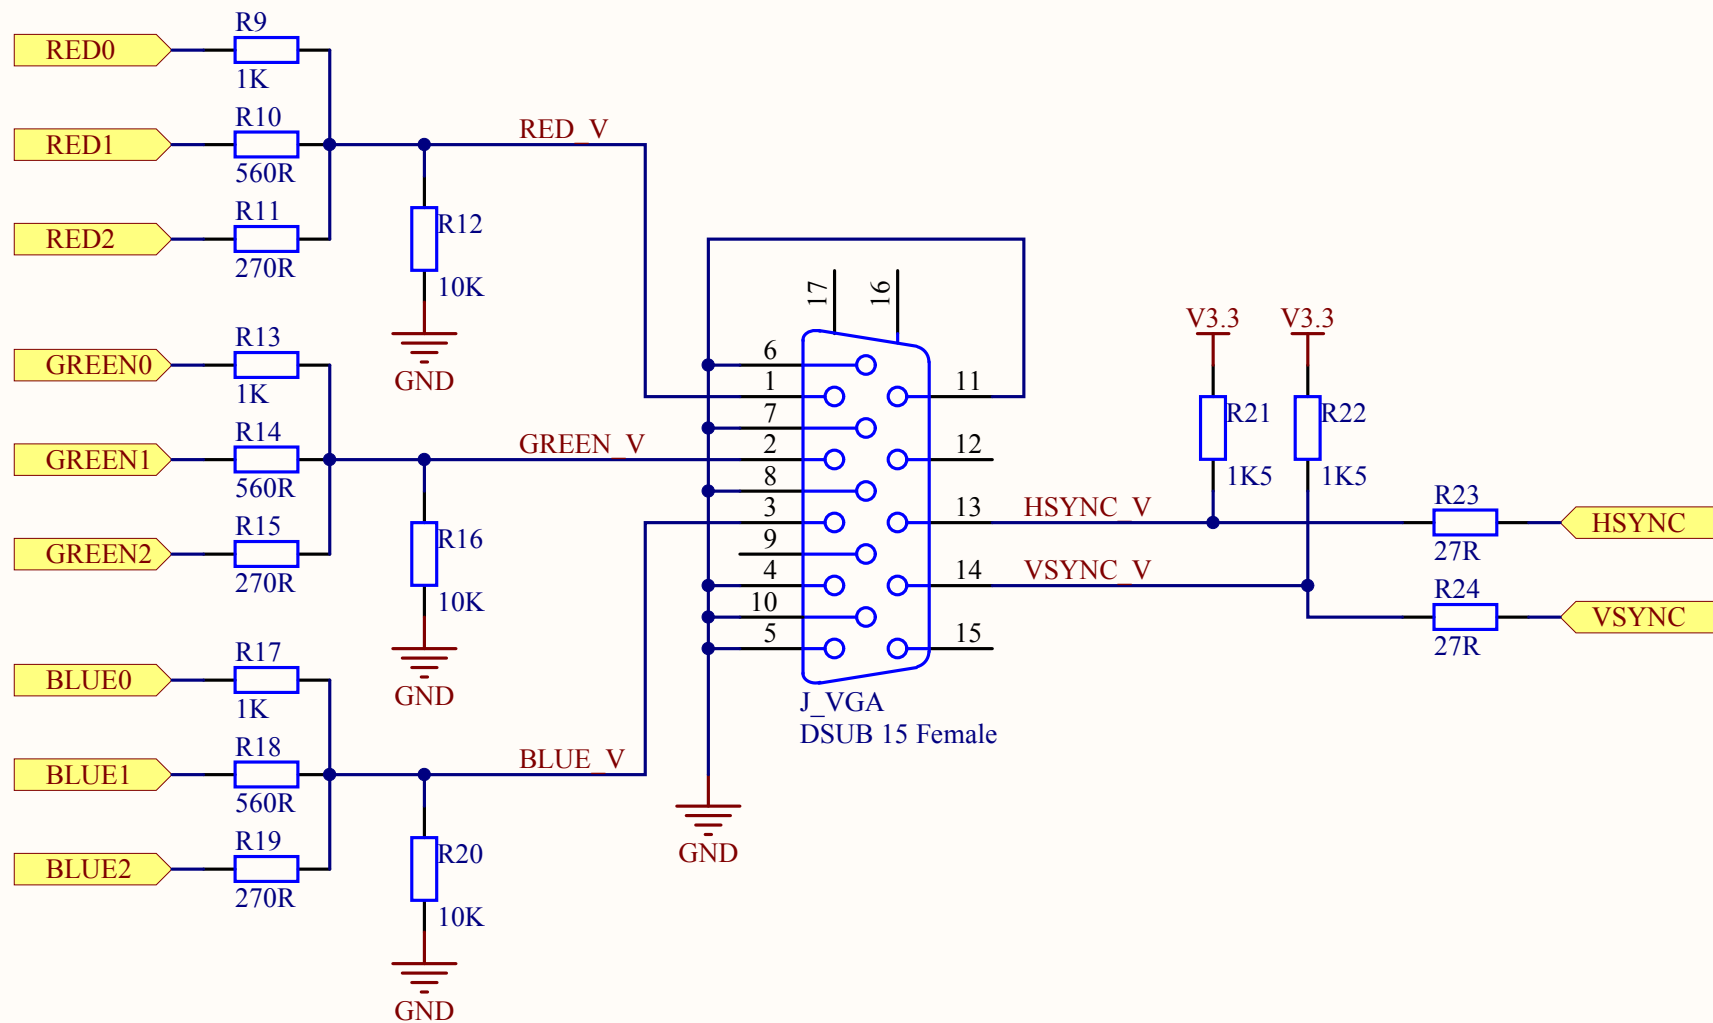 R9
RED0
1K
R10
RED1
560R
R11
RED2
270R
RED_V
R12
10K
GND
R13
GREEN0
1K
R14
GREEN1
560R
R15
GREEN2
270R
GREEN_V
R16
10K
GND
R17
BLUE0
1K
R18
BLUE1
560R
R19
BLUE2
270R
BLUE_V
R20
10K
GND
17
16
6
1
7
2
8
3
9
4
10
5
11
12
13
14
15
J_VGA
DSUB 15 Female
GND
HSYNC_V
VSYNC_V
V3.3
V3.3
R21
1K5
R22
1K5
R23
27R
HSYNC
R24
27R
VSYNC